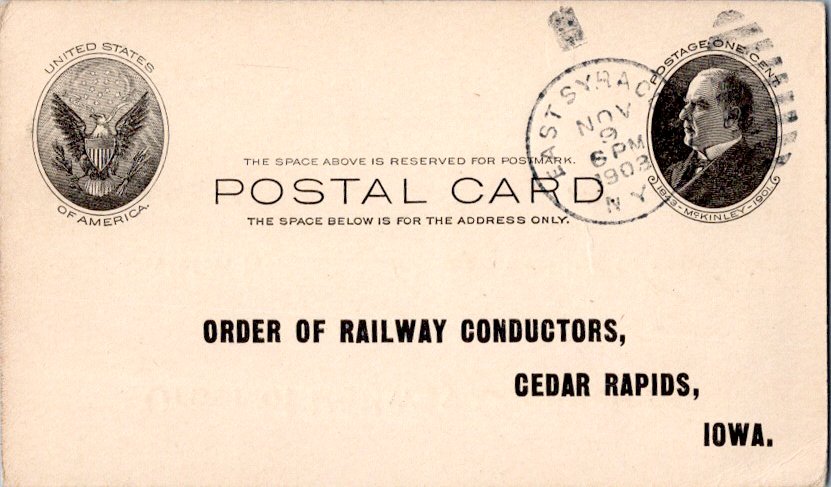 UNITED STATES
OF AMERICA.
THE SPACE ABOVE IS RESERVED FOR POSTMARK.
POSTAL CARD
THE SPACE BELOW IS FOR THE ADDRESS ONLY.
EAST SYRAC
NOV
9
6 PM
N Y
POSTAGE ONE CENT
1843-McKINLEY-1901
ORDER OF RAILWAY CONDUCTORS,
CEDAR RAPIDS,
IOWA.